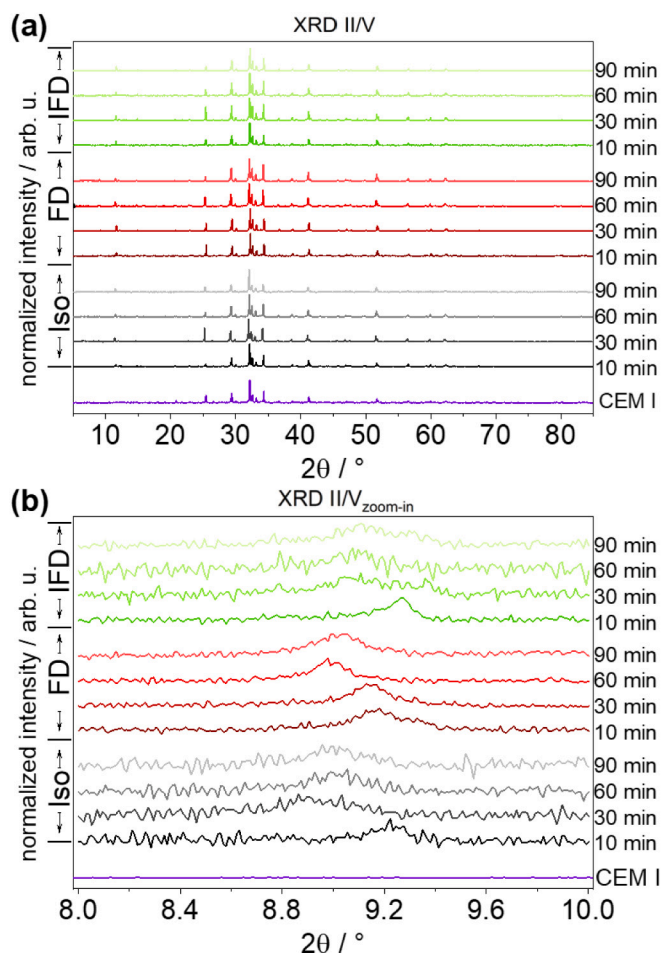 (a)
XRD II/V
normalized intensity / arb. u.
IFD
90 min
60 min
30 min
10 min
FD
90 min
60 min
30 min
10 min
Iso
90 min
60 min
30 min
10 min
CEM I
10 20 30 40 50 60 70 80
2θ / °
(b)
XRD II/Vzoom-in
normalized intensity / arb. u.
IFD
90 min
60 min
30 min
10 min
FD
90 min
60 min
30 min
10 min
Iso
90 min
60 min
30 min
10 min
CEM I
8.0 8.4 8.8 9.2 9.6 10.0
2θ / °